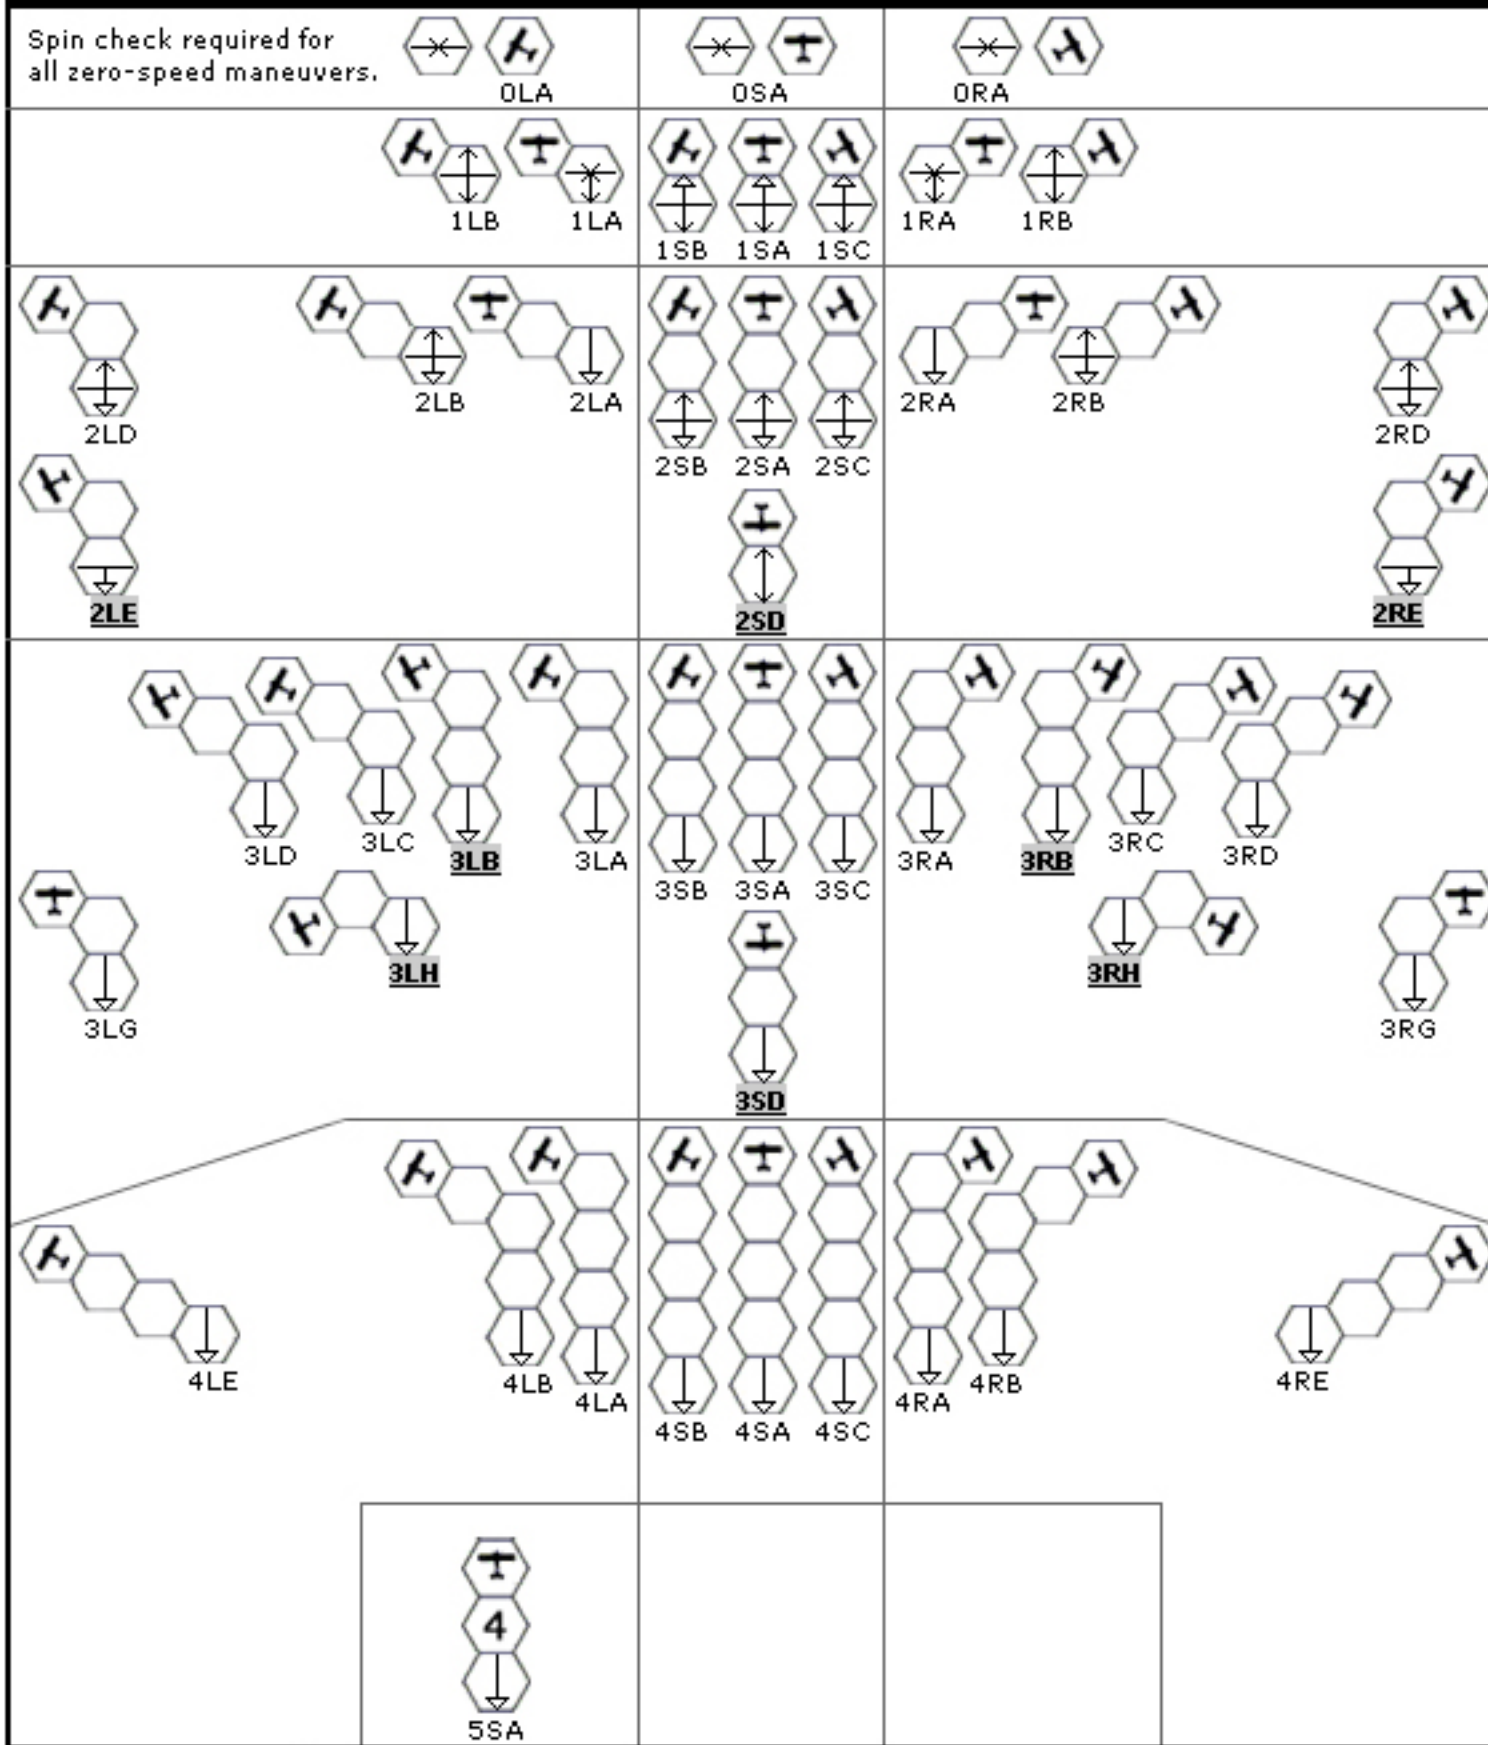 Spin check required for
all zero-speed maneuvers.
0LA 0SA 0RA
1LB 1LA 1SB 1SA 1SC 1RA 1RB
2LD 2LB 2LA 2SB 2SA 2SC 2RA 2RB 2RD
2LE 2SD 2RE
3LD 3LC 3LB 3LA 3SB 3SA 3SC 3RA 3RB 3RC 3RD
3LG 3LH 3SD 3RH 3RG
4LE 4LB 4LA 4SB 4SA 4SC 4RA 4RB 4RE
4
5SA